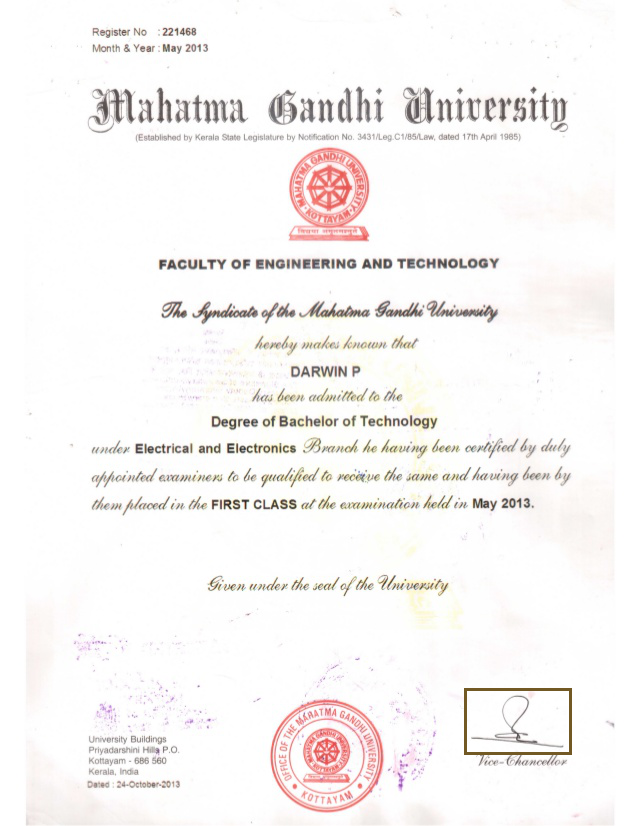 Register No : 221468
Month & Year : May 2013
Mahatma Gandhi University
(Established by Kerala State Legislature by Notification No. 3431/Leg.C1/85/Law, dated 17th April 1985)
MAHATMA GANDHI UNIVERSITY
KOTTAYAM
विद्यया अमृतमश्नुते
FACULTY OF ENGINEERING AND TECHNOLOGY
The Syndicate of the Mahatma Gandhi University
hereby makes known that
DARWIN P
has been admitted to the
Degree of Bachelor of Technology
under Electrical and Electronics Branch he having been certified by duly
appointed examiners to be qualified to receive the same and having been by
them placed in the FIRST CLASS at the examination held in May 2013.
Given under the seal of the University
University Buildings
Priyadarshini Hills P.O.
Kottayam - 686 560
Kerala, India
Dated : 24-October-2013
OFFICE OF THE MAHATMA GANDHI UNIVERSITY
KOTTAYAM
MAHATMA GANDHI UNIVERSITY
KOTTAYAM
Vice-Chancellor